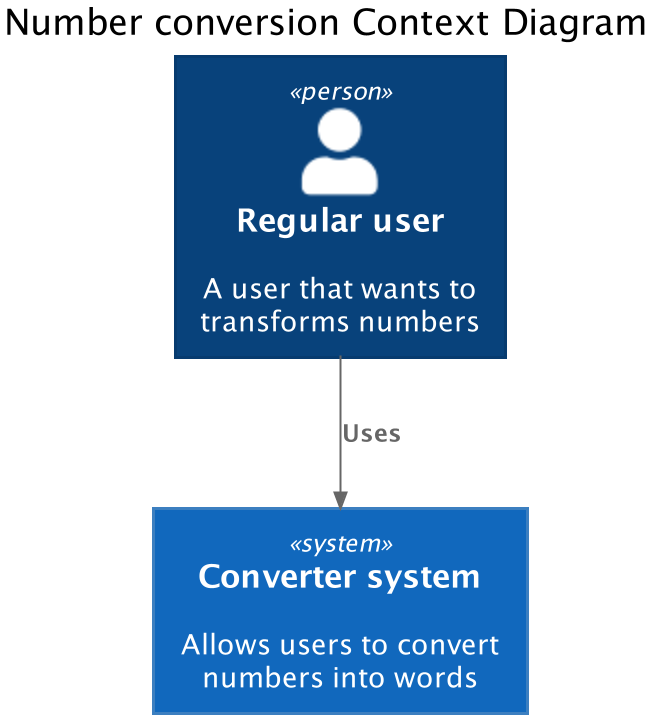 Number conversion Context Diagram
«person»
Regular user
A user that wants to
transforms numbers
Uses
«system»
Converter system
Allows users to convert
numbers into words